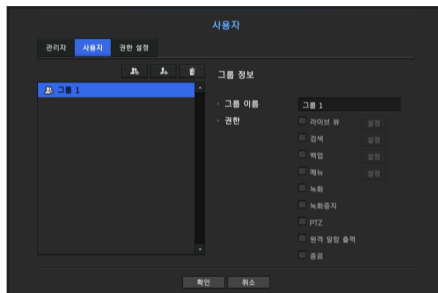 사용자
관리자 사용자 권한 설정
그룹 1
그룹 정보
· 그룹 이름 그룹 1
· 권한 라이브 뷰 설정
검색 설정
백업 설정
메뉴 설정
녹화
녹화중지
PTZ
원격 알람 출력
종료
확인 취소